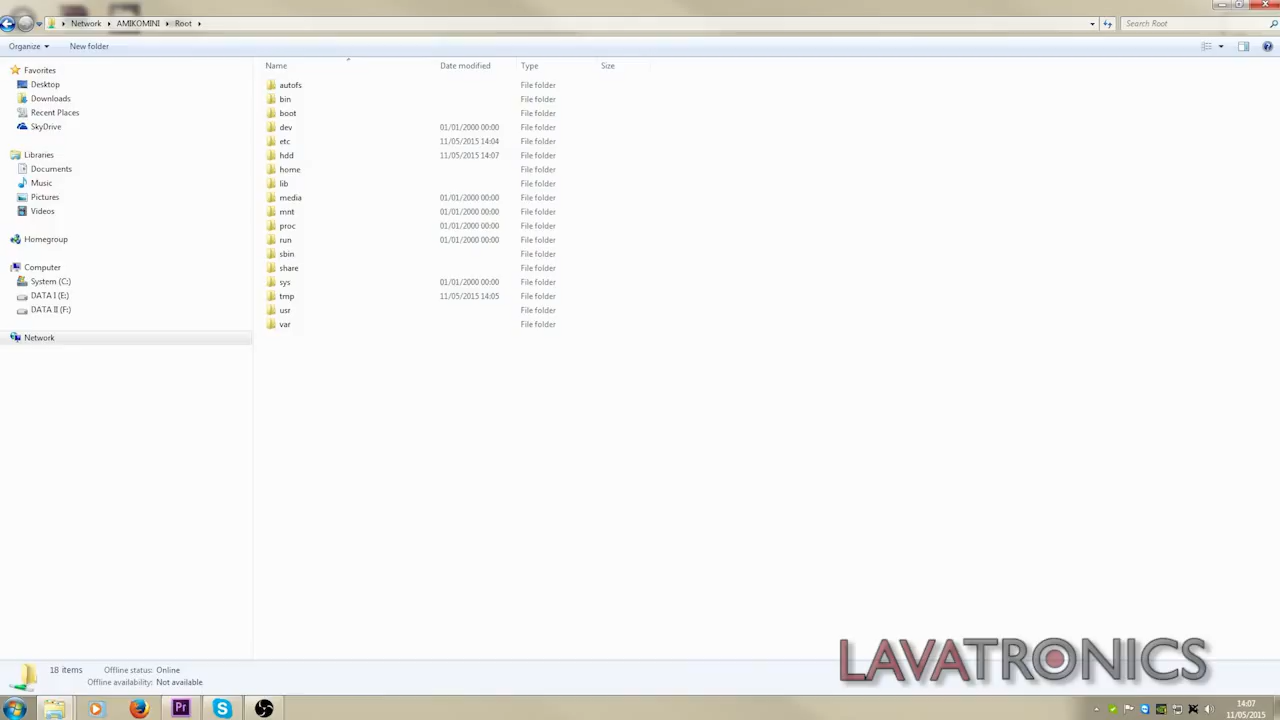 Network AMIKOMINI Root
Search Root
Organize New folder
Name Date modified Type Size
Favorites
Desktop
Downloads
Recent Places
SkyDrive
Libraries
Documents
Music
Pictures
Videos
Homegroup
Computer
System (C:)
DATA I (E:)
DATA II (F:)
Network
autofs File folder
bin File folder
boot File folder
dev 01/01/2000 00:00 File folder
etc 11/05/2015 14:04 File folder
hdd 11/05/2015 14:07 File folder
home File folder
lib File folder
media 01/01/2000 00:00 File folder
mnt 01/01/2000 00:00 File folder
proc 01/01/2000 00:00 File folder
run 01/01/2000 00:00 File folder
sbin File folder
share File folder
sys 01/01/2000 00:00 File folder
tmp 11/05/2015 14:05 File folder
usr File folder
var File folder
18 items Offline status: Online
Offline availability: Not available
LAVATRONICS
Pr
14:07
11/05/2015